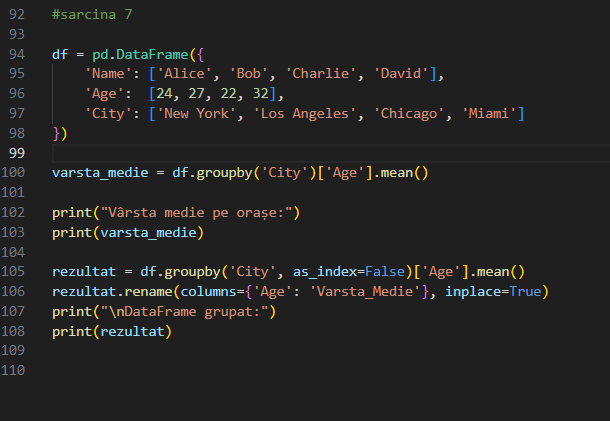 92 #sarcina 7
93
94 df = pd.DataFrame({
95     'Name': ['Alice', 'Bob', 'Charlie', 'David'],
96     'Age':  [24, 27, 22, 32],
97     'City': ['New York', 'Los Angeles', 'Chicago', 'Miami']
98 })
99
100 varsta_medie = df.groupby('City')['Age'].mean()
101
102 print("Vârsta medie pe orașe:")
103 print(varsta_medie)
104
105 rezultat = df.groupby('City', as_index=False)['Age'].mean()
106 rezultat.rename(columns={'Age': 'Varsta_Medie'}, inplace=True)
107 print("\nDataFrame grupat:")
108 print(rezultat)
109
110